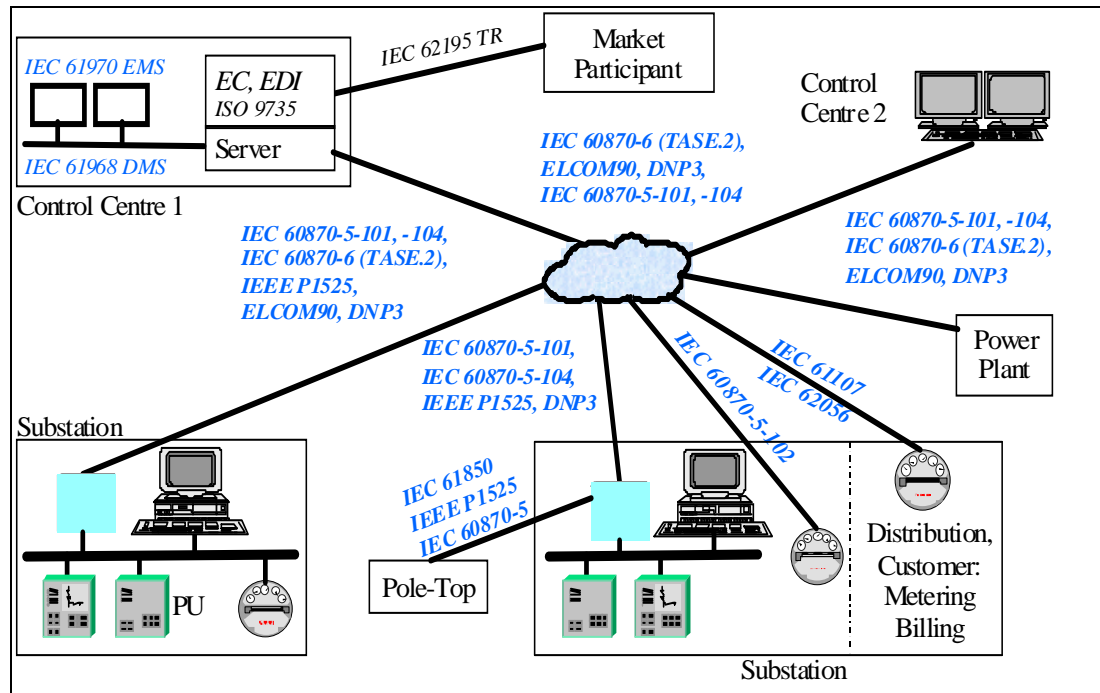 IEC 61970 EMS
EC, EDI
ISO 9735
Server
IEC 61968 DMS
Control Centre 1
IEC 62195 TR
Market
Participant
Control
Centre 2
IEC 60870-6 (TASE.2),
ELCOM90, DNP3,
IEC 60870-5-101, -104
IEC 60870-5-101, -104,
IEC 60870-6 (TASE.2),
IEEE P1525,
ELCOM90, DNP3
IEC 60870-5-101, -104,
IEC 60870-6 (TASE.2),
ELCOM90, DNP3
IEC 60870-5-101,
IEC 60870-5-104,
IEEE P1525, DNP3
IEC 60870-5-102
IEC 61107
IEC 62056
Power
Plant
Substation
PU
IEC 61850
IEEE P1525
IEC 60870-5
Pole-Top
Distribution,
Customer:
Metering
Billing
Substation